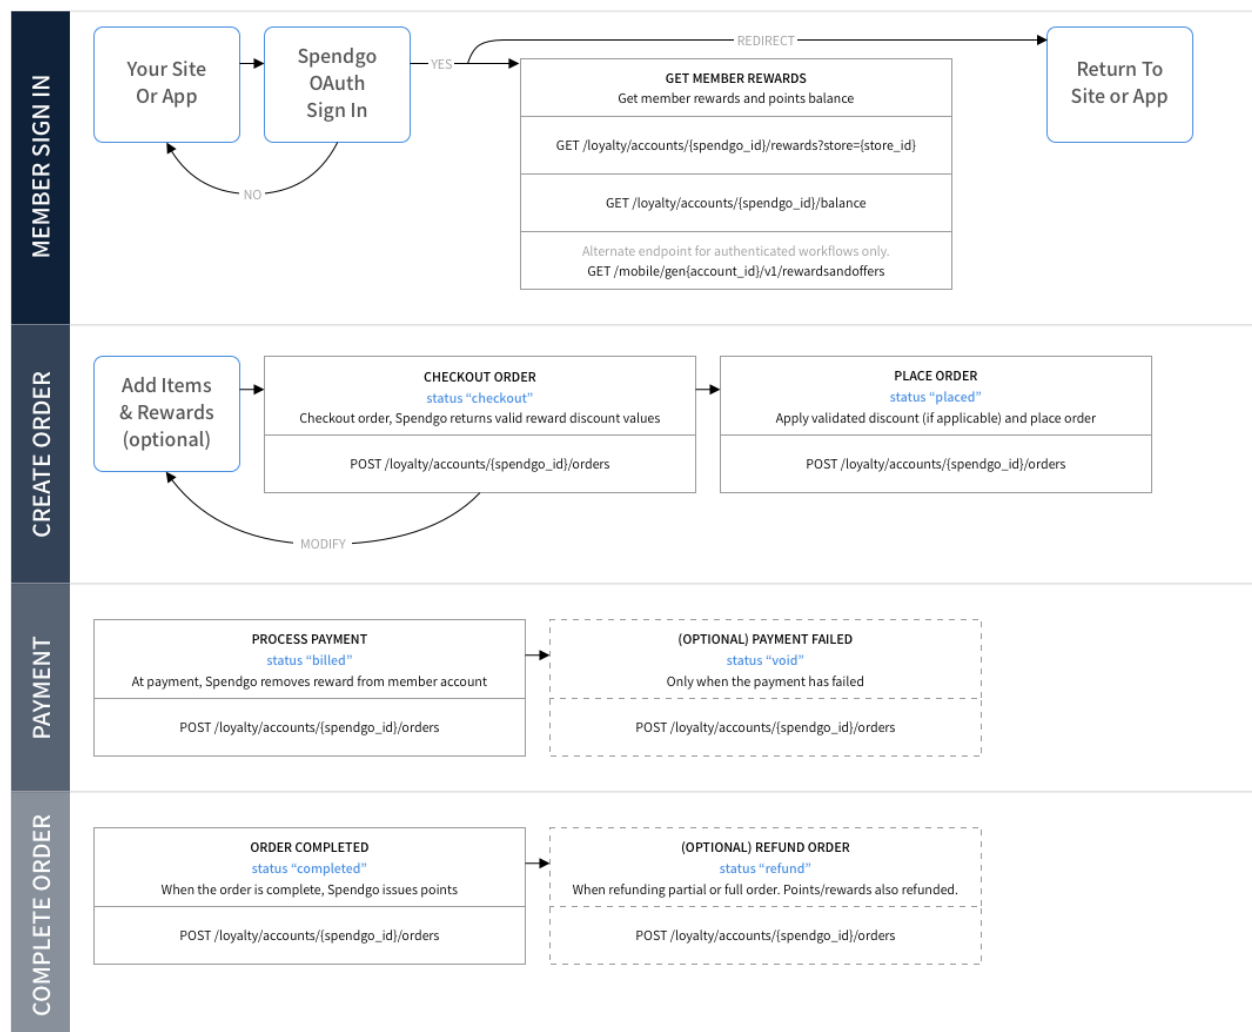 MEMBER SIGN IN
Your Site
Or App
Spendgo
OAuth
Sign In
YES
REDIRECT
NO
GET MEMBER REWARDS
Get member rewards and points balance
GET /loyalty/accounts/{spendgo_id}/rewards?store={store_id}
GET /loyalty/accounts/{spendgo_id}/balance
Alternate endpoint for authenticated workflows only.
GET /mobile/gen{account_id}/v1/rewardsandoffers
Return To
Site or App
CREATE ORDER
Add Items
& Rewards
(optional)
CHECKOUT ORDER
status “checkout”
Checkout order, Spendgo returns valid reward discount values
POST /loyalty/accounts/{spendgo_id}/orders
MODIFY
PLACE ORDER
status “placed”
Apply validated discount (if applicable) and place order
POST /loyalty/accounts/{spendgo_id}/orders
PAYMENT
PROCESS PAYMENT
status “billed”
At payment, Spendgo removes reward from member account
POST /loyalty/accounts/{spendgo_id}/orders
(OPTIONAL) PAYMENT FAILED
status “void”
Only when the payment has failed
POST /loyalty/accounts/{spendgo_id}/orders
COMPLETE ORDER
ORDER COMPLETED
status “completed”
When the order is complete, Spendgo issues points
POST /loyalty/accounts/{spendgo_id}/orders
(OPTIONAL) REFUND ORDER
status “refund”
When refunding partial or full order. Points/rewards also refunded.
POST /loyalty/accounts/{spendgo_id}/orders